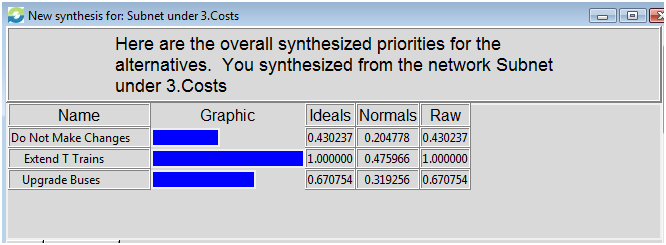 New synthesis for: Subnet under 3.Costs
Here are the overall synthesized priorities for the
alternatives. You synthesized from the network Subnet
under 3.Costs
Name Graphic Ideals Normals Raw
Do Not Make Changes 0.430237 0.204778 0.430237
Extend T Trains 1.000000 0.475966 1.000000
Upgrade Buses 0.670754 0.319256 0.670754